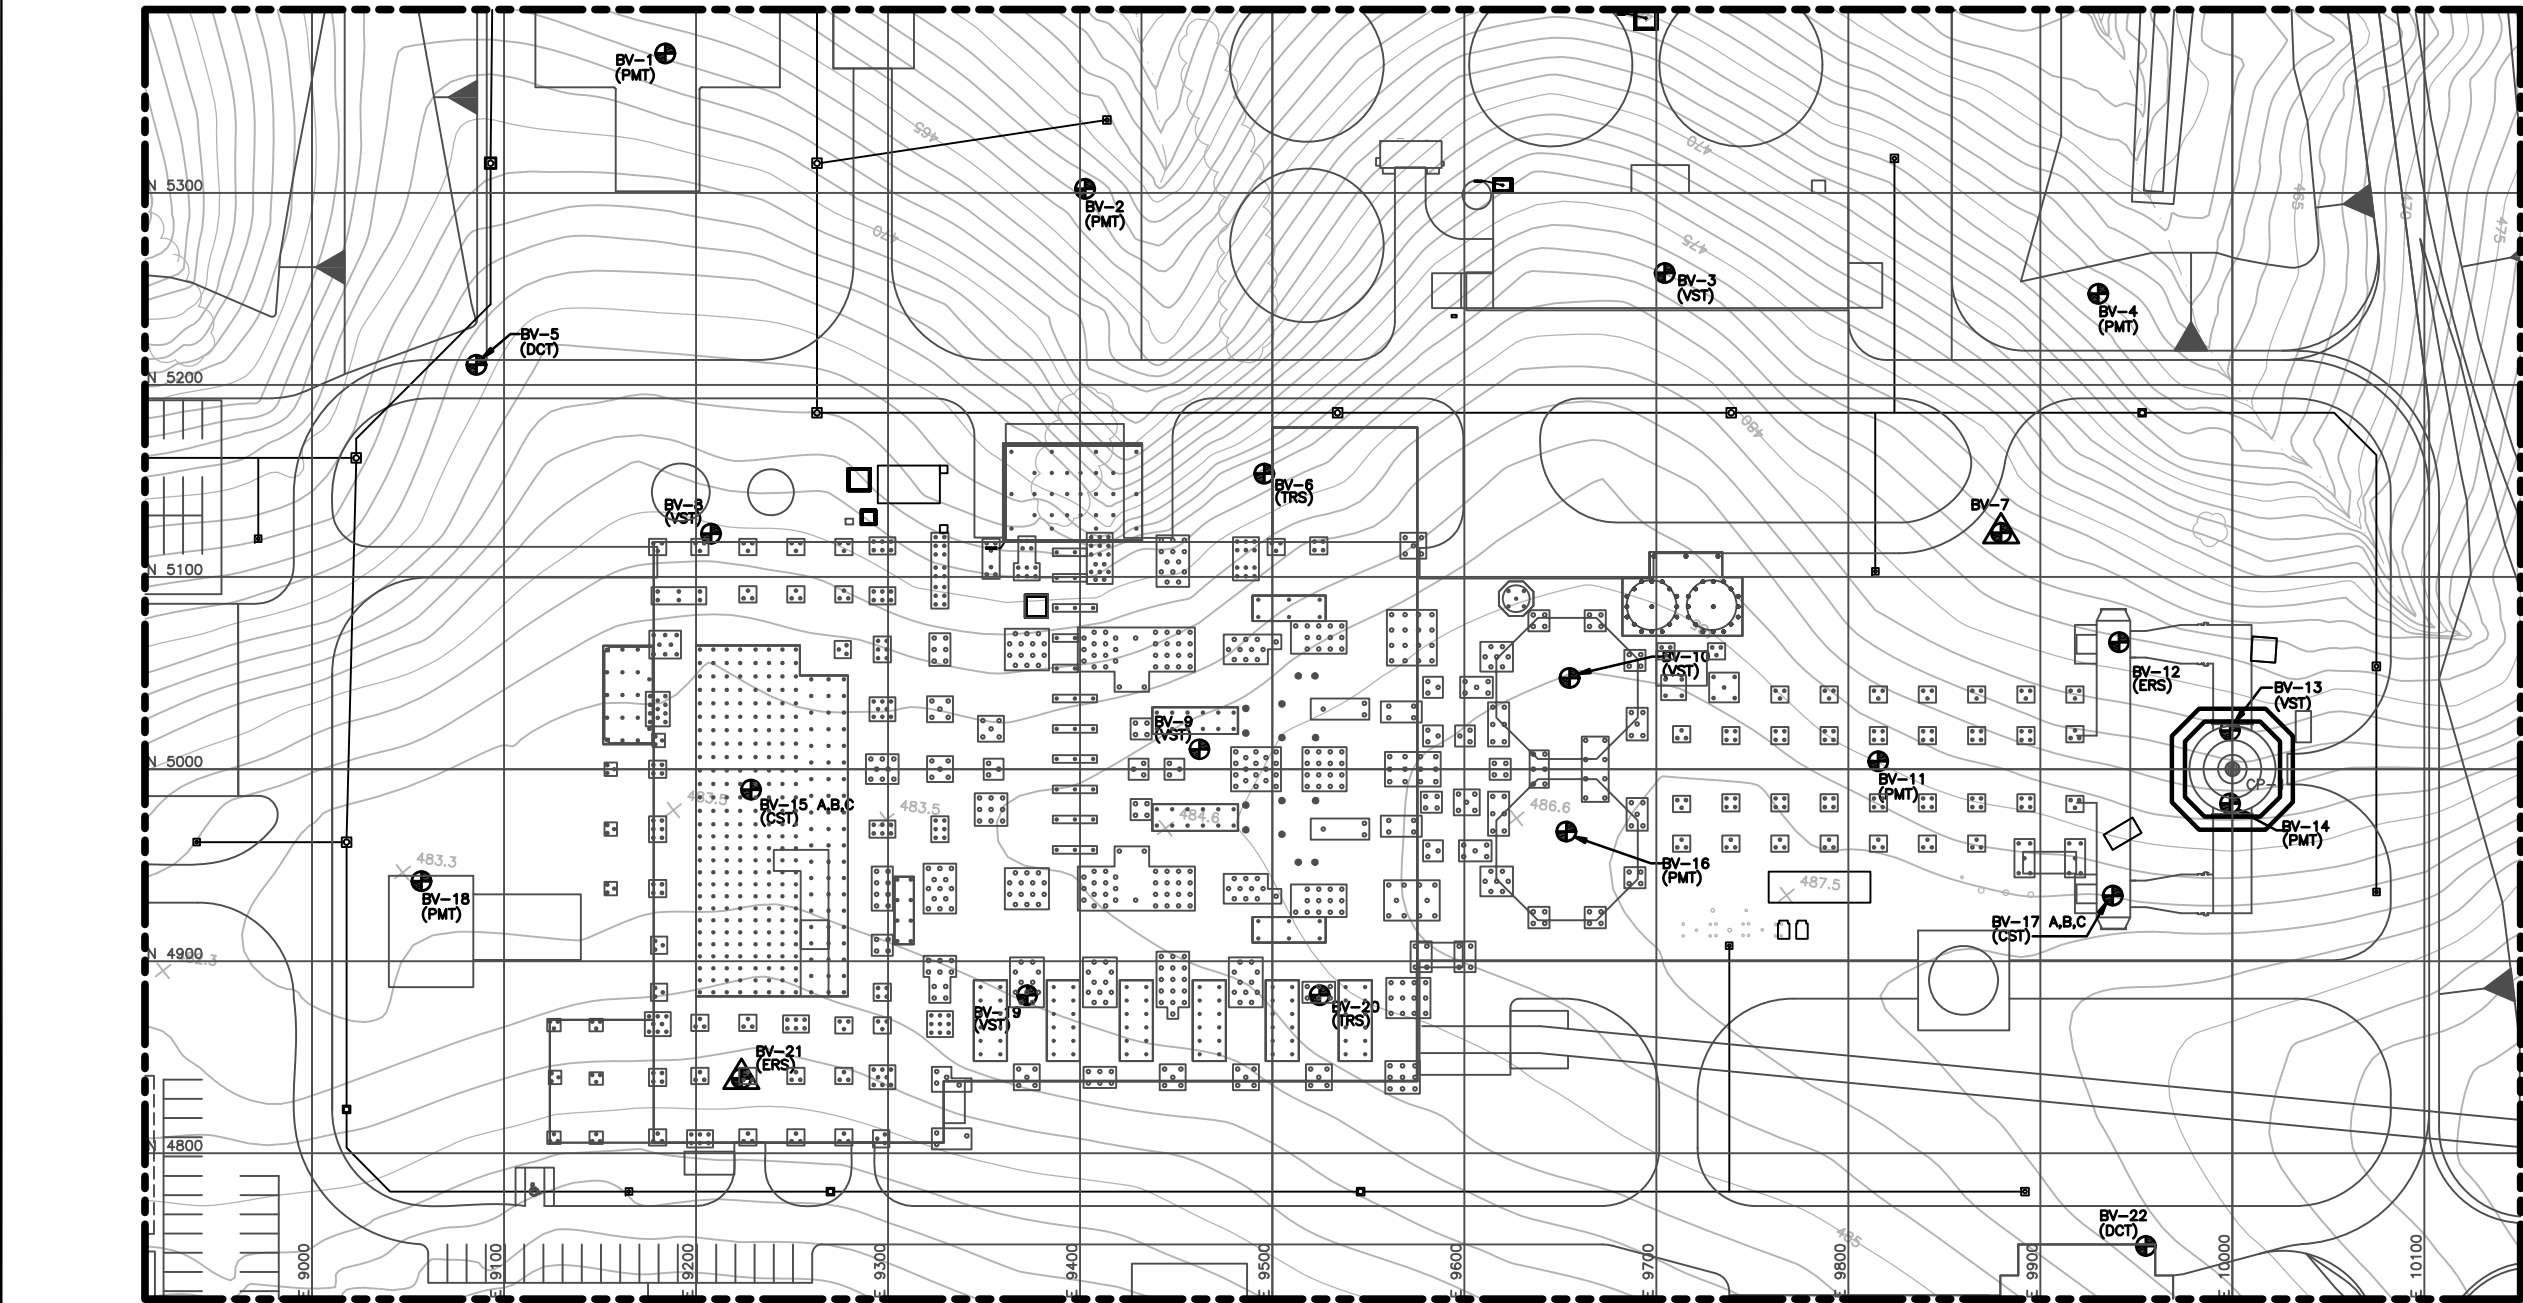 BV-1
(PMT)
465
470
N 5300
BV-2
(PMT)
465
470
475
470
475
BV-3
(VST)
BV-4
(PMT)
BV-5
(DCT)
N 5200
480
BV-6
(TRS)
BV-7
BV-8
(VST)
N 5100
BV-10
(VST)
BV-12
(ERS)
BV-13
(VST)
BV-9
(VST)
N 5000
BV-11
(PMT)
CP-
483.5
BV-15 A,B,C
(CST)
483.5
484.6
486.6
BV-14
(PMT)
483.3
BV-16
(PMT)
487.5
BV-18
(PMT)
BV-17 A,B,C
(CST)
N 4900
BV-19
(VST)
BV-20
(TRS)
BV-21
(ERS)
N 4800
BV-22
(DCT)
485
E 9000
E 9100
E 9200
E 9300
E 9400
E 9500
E 9600
E 9700
E 9800
E 9900
E 10000
E 10100